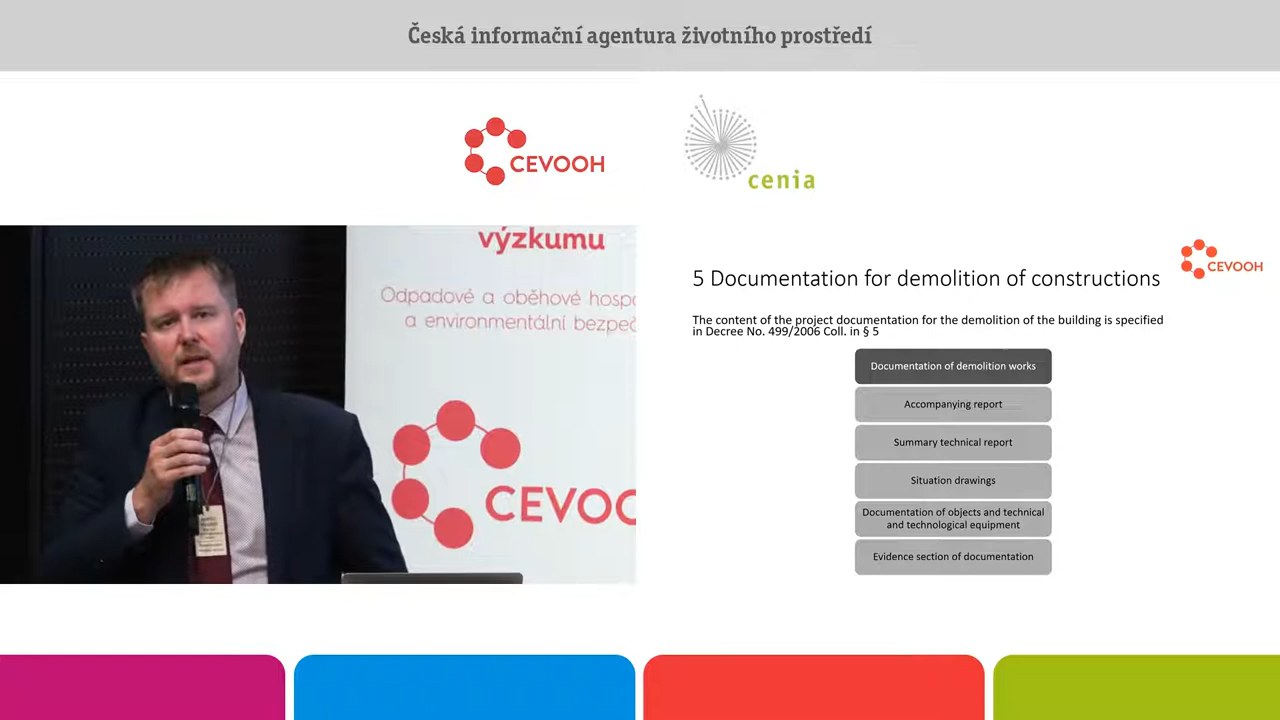 Česká informační agentura životního prostředí
CEVOOH
cenia
výzkumu
Odpadové a oběhové hospo
a environmentální bezpeč
CEVOO
CEVOOH
5 Documentation for demolition of constructions
The content of the project documentation for the demolition of the building is specified
in Decree No. 499/2006 Coll. in § 5
Documentation of demolition works
Accompanying report
Summary technical report
Situation drawings
Documentation of objects and technical
and technological equipment
Evidence section of documentation